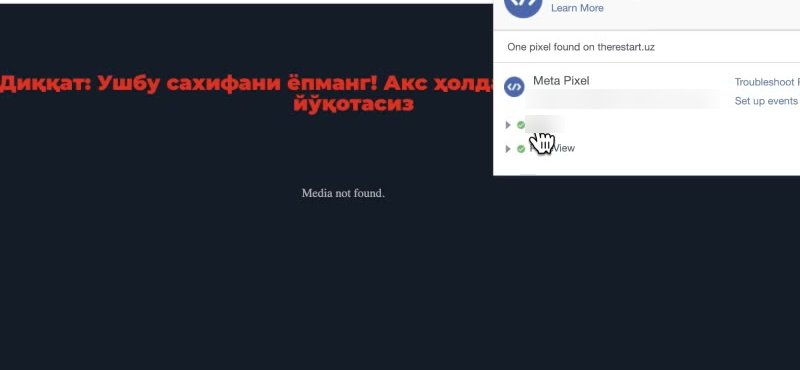 Learn More
One pixel found on therestart.uz
Meta Pixel
Troubleshoot
Set up events
View
Диққат: Ушбу сахифани ёпманг! Акс
йўқотасиз
Media not found.